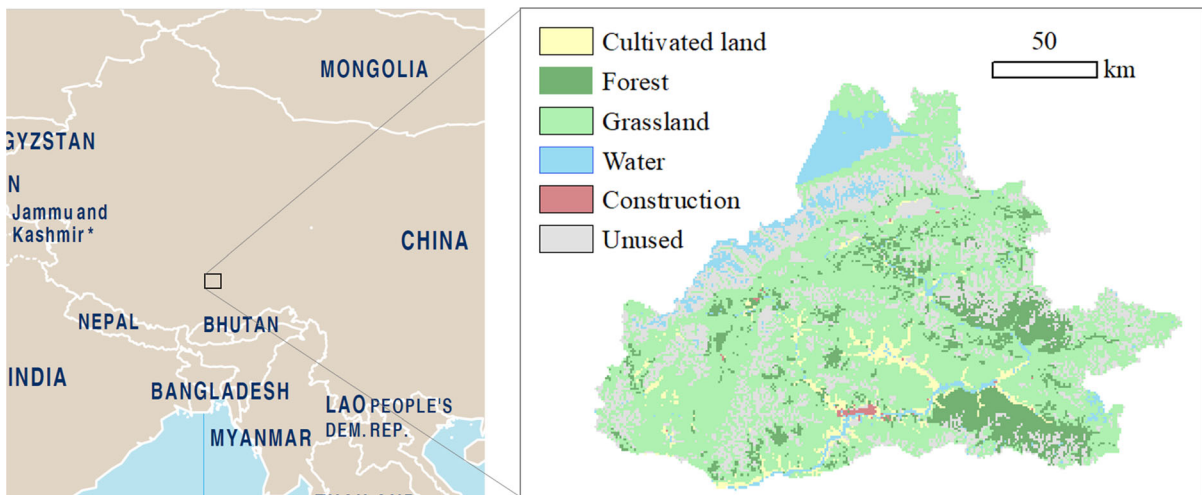 MONGOLIA
GYZSTAN
N
Jammu and
Kashmir*
CHINA
NEPAL
BHUTAN
INDIA
BANGLADESH
LAO PEOPLE'S
DEM. REP.
MYANMAR
Cultivated land
Forest
Grassland
Water
Construction
Unused
50
km